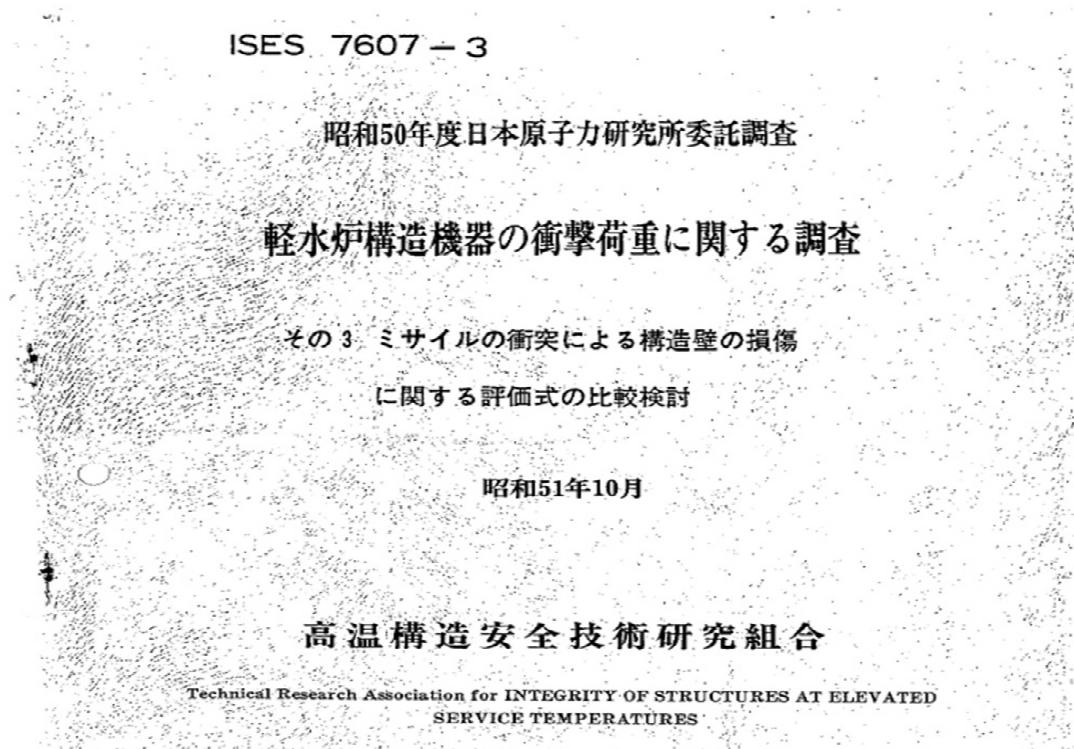 ISES 7607-3
昭和50年度日本原子力研究所委託調査
軽水炉構造機器の衝撃荷重に関する調査
その3 ミサイルの衝突による構造壁の損傷
に関する評価式の比較検討
昭和51年10月
高温構造安全技術研究組合
Technical Research Association for INTEGRITY OF STRUCTURES AT ELEVATED
SERVICE TEMPERATURES